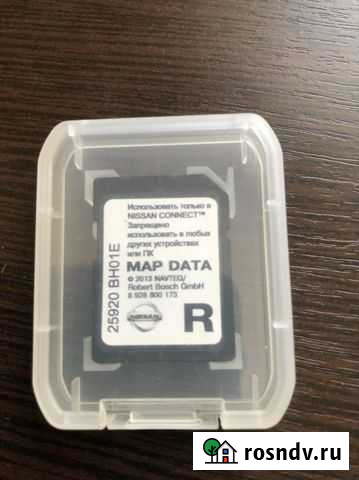 Использовать только в
NISSAN CONNECT™
Запрещено
использовать в любых
других устройствах
или ПК
MAP DATA
© 2013 NAVTEQ/
Robert Bosch GmbH
8 928 800 173
25920 BH01E
NISSAN
R
rosndv.ru